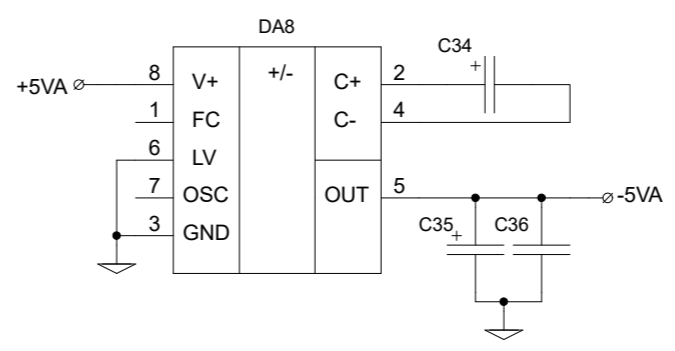 DA8
C34
+
+5VA
8
V+
+/-
C+
2
1
FC
C-
4
6
LV
7
OSC
OUT
5
-5VA
3
GND
C35
+
C36